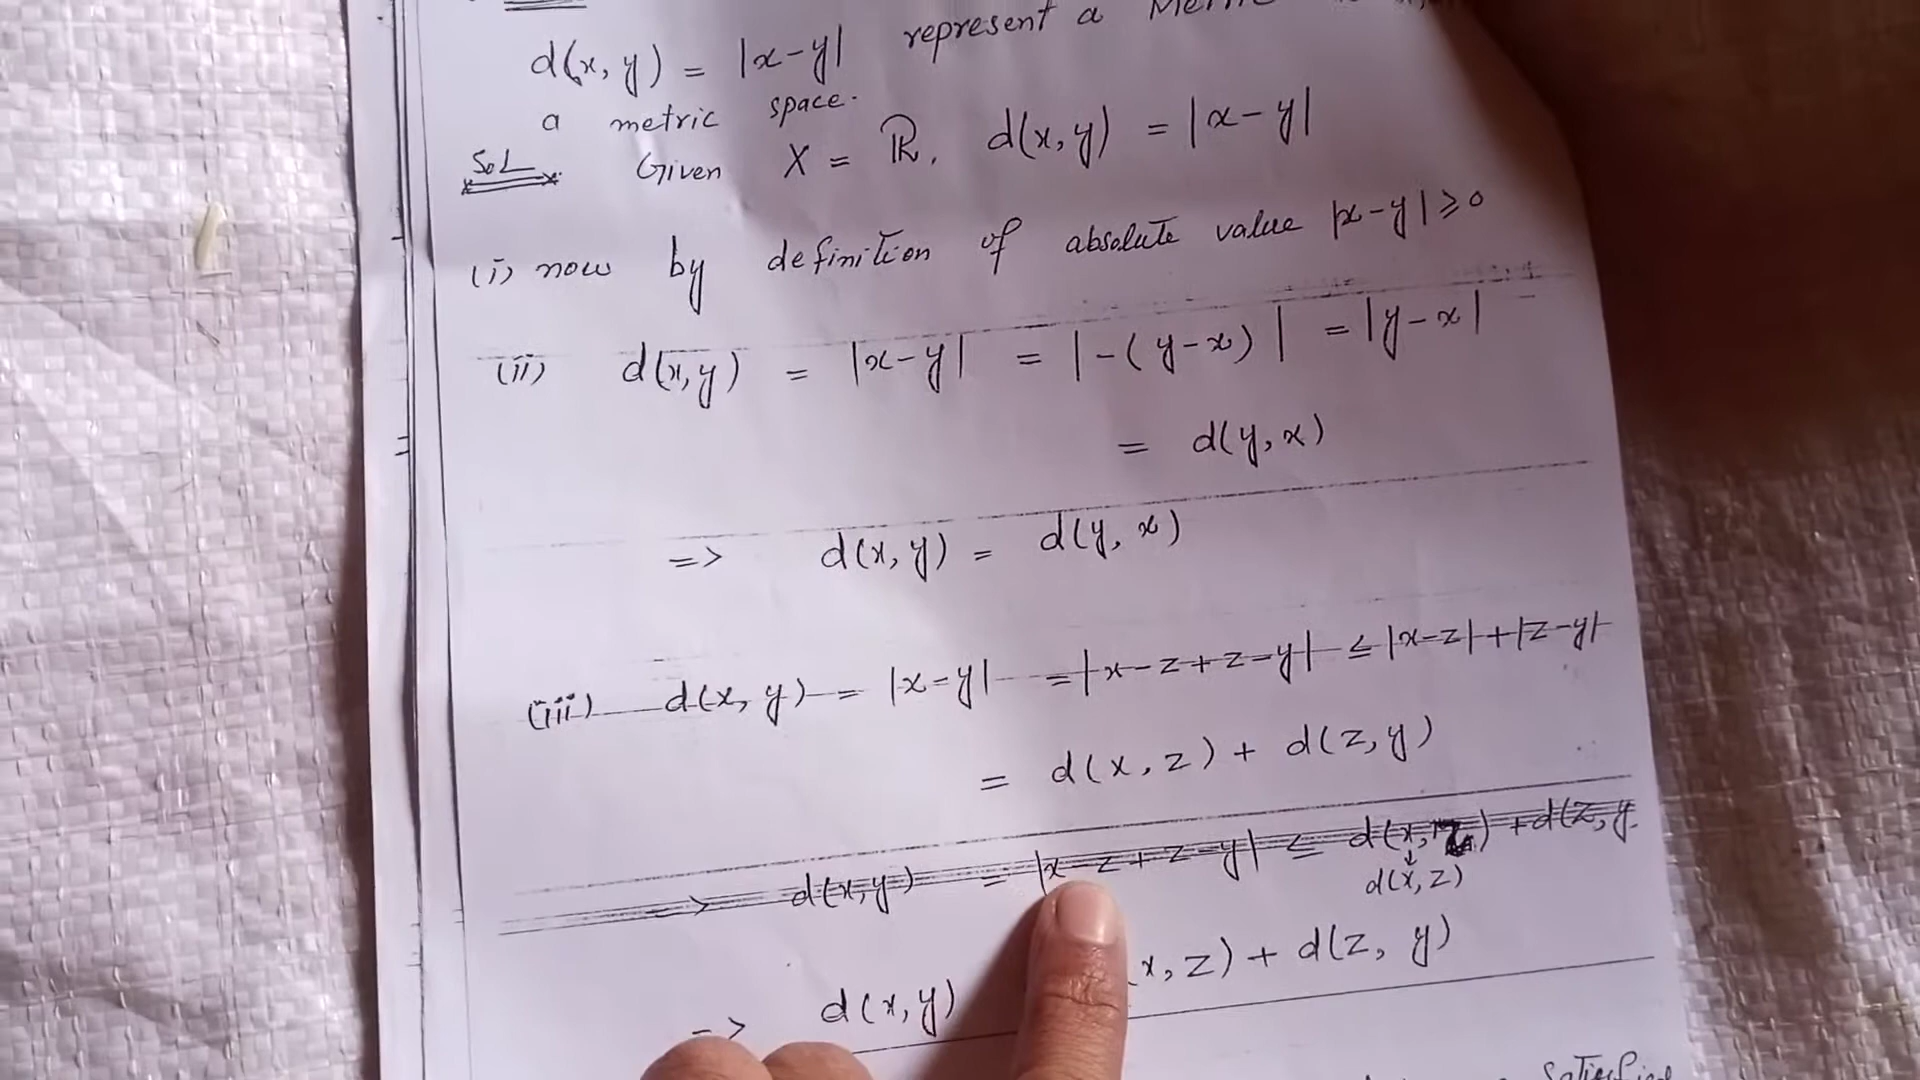 d(x, y) = |x-y| represent a
a metric space.
Sol Given X = ℝ, d(x,y) = |x-y|
(i) now by definition of absolute value |x-y| ≥ 0
(ii) d(x,y) = |x-y| = |-(y-x)| = |y-x|
= d(y, x)
=> d(x,y) = d(y, x)
(iii) d(x, y) = |x-y| = |x-z+z-y| ≤ |x-z|+|z-y|
= d(x, z) + d(z, y)
=> d(x,y) = |x-z+z-y| ≤ d(x, z) + d(z, y
d(x, z)
=> d(x,y) x, z) + d(z, y)